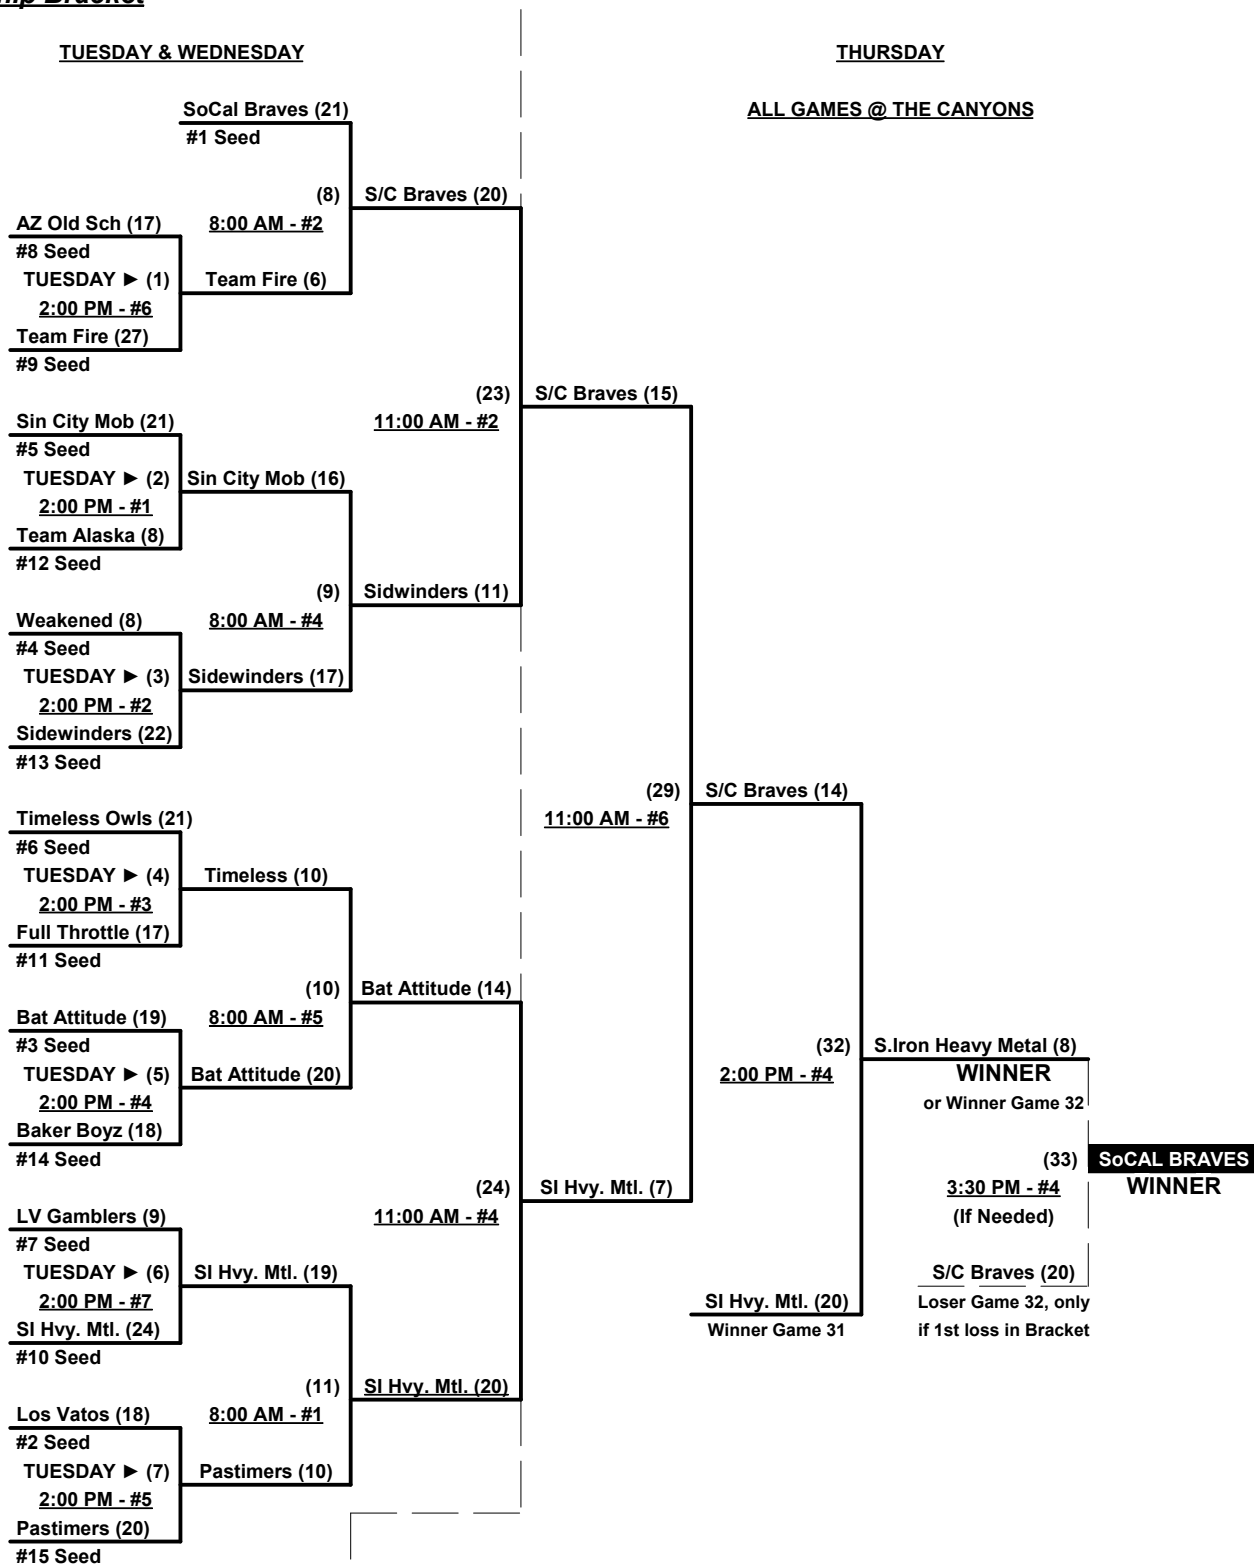 TUESDAY & WEDNESDAY
THURSDAY
ALL GAMES @ THE CANYONS
SoCal Braves (21)
#1 Seed
(8)
8:00 AM - #2
S/C Braves (20)
AZ Old Sch (17)
#8 Seed
TUESDAY ► (1)
2:00 PM - #6
Team Fire (6)
Team Fire (27)
#9 Seed
(23)
11:00 AM - #2
S/C Braves (15)
Sin City Mob (21)
#5 Seed
TUESDAY ► (2)
2:00 PM - #1
Sin City Mob (16)
Team Alaska (8)
#12 Seed
(9)
8:00 AM - #4
Sidwinders (11)
Weakened (8)
#4 Seed
TUESDAY ► (3)
2:00 PM - #2
Sidewinders (17)
Sidewinders (22)
#13 Seed
(29)
11:00 AM - #6
S/C Braves (14)
Timeless Owls (21)
#6 Seed
TUESDAY ► (4)
2:00 PM - #3
Timeless (10)
Full Throttle (17)
#11 Seed
(10)
8:00 AM - #5
Bat Attitude (14)
Bat Attitude (19)
#3 Seed
TUESDAY ► (5)
2:00 PM - #4
Bat Attitude (20)
Baker Boyz (18)
#14 Seed
(32)
2:00 PM - #4
S.Iron Heavy Metal (8)
WINNER
or Winner Game 32
(33)
3:30 PM - #4
(If Needed)
SoCAL BRAVES
WINNER
(24)
11:00 AM - #4
SI Hvy. Mtl. (7)
LV Gamblers (9)
#7 Seed
TUESDAY ► (6)
2:00 PM - #7
SI Hvy. Mtl. (19)
SI Hvy. Mtl. (24)
#10 Seed
S/C Braves (20)
Loser Game 32, only
if 1st loss in Bracket
SI Hvy. Mtl. (20)
Winner Game 31
(11)
8:00 AM - #1
SI Hvy. Mtl. (20)
Los Vatos (18)
#2 Seed
TUESDAY ► (7)
2:00 PM - #5
Pastimers (10)
Pastimers (20)
#15 Seed